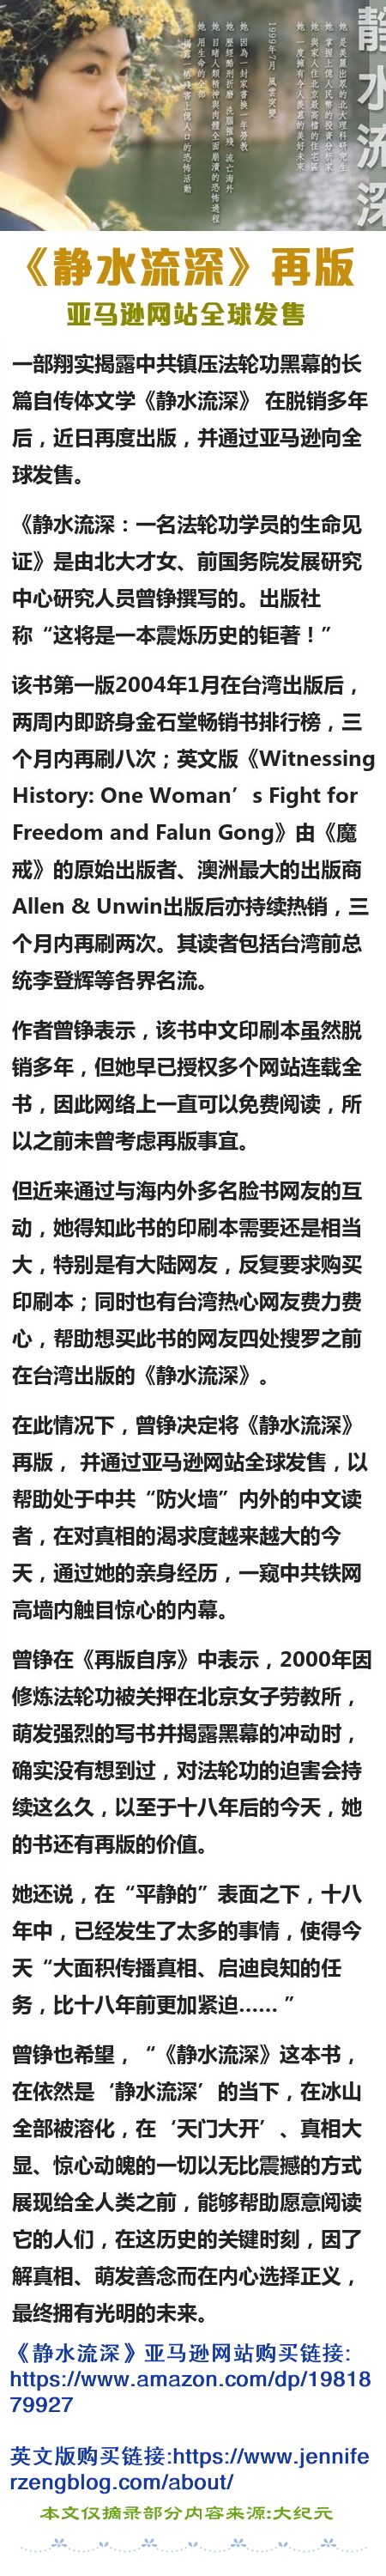 静水流深
她 是美麗出眾的北大理科研究生
她 掌握上億人民幣的投資分析家
她 與家人住北京最高檔的住宅區
她 一度擁有令人羨慕的美好未來
1999年7月 風雲突變
她 因為一封家書換一年勞教
她 歷經酷刑折磨 洗腦摧殘 流亡海外
她 目睹人類精神與肉體全面崩潰的恐怖過程
她 用生命的全部
揭露一樁殘害上億人口的恐怖活動
《静水流深》再版
亚马逊网站全球发售
一部翔实揭露中共镇压法轮功黑幕的长
篇自传体文学《静水流深》 在脱销多年
后，近日再度出版，并通过亚马逊向全
球发售。
《静水流深：一名法轮功学员的生命见
证》是由北大才女、前国务院发展研究
中心研究人员曾铮撰写的。出版社
称“这将是一本震烁历史的钜著！”
该书第一版2004年1月在台湾出版后，
两周内即跻身金石堂畅销书排行榜，三
个月内再刷八次；英文版《Witnessing
History: One Woman’s Fight for
Freedom and Falun Gong》由《魔
戒》的原始出版者、澳洲最大的出版商
Allen & Unwin出版后亦持续热销，三
个月内再刷两次。其读者包括台湾前总
统李登辉等各界名流。
作者曾铮表示，该书中文印刷本虽然脱
销多年，但她早已授权多个网站连载全
书，因此网络上一直可以免费阅读，所
以之前未曾考虑再版事宜。
但近来通过与海内外多名脸书网友的互
动，她得知此书的印刷本需要还是相当
大，特别是有大陆网友，反复要求购买
印刷本；同时也有台湾热心网友费力费
心，帮助想买此书的网友四处搜罗之前
在台湾出版的《静水流深》。
在此情况下，曾铮决定将《静水流深》
再版， 并通过亚马逊网站全球发售，以
帮助处于中共“防火墙”内外的中文读
者，在对真相的渴求度越来越大的今
天，通过她的亲身经历，一窥中共铁网
高墙内触目惊心的内幕。
曾铮在《再版自序》中表示，2000年因
修炼法轮功被关押在北京女子劳教所，
萌发强烈的写书并揭露黑幕的冲动时，
确实没有想到过，对法轮功的迫害会持
续这么久，以至于十八年后的今天，她
的书还有再版的价值。
她还说，在“平静的”表面之下，十八
年中，已经发生了太多的事情，使得今
天“大面积传播真相、启迪良知的任
务，比十八年前更加紧迫…… ”
曾铮也希望，“《静水流深》这本书，
在依然是‘静水流深’的当下，在冰山
全部被溶化，在‘天门大开’、真相大
显、惊心动魄的一切以无比震撼的方式
展现给全人类之前，能够帮助愿意阅读
它的人们，在这历史的关键时刻，因了
解真相、萌发善念而在内心选择正义，
最终拥有光明的未来。
《静水流深》亚马逊网站购买链接:
https://www.amazon.com/dp/19818
79927
英文版购买链接:https://www.jennife
rzengblog.com/about/
本文仅摘录部分内容来源:大纪元